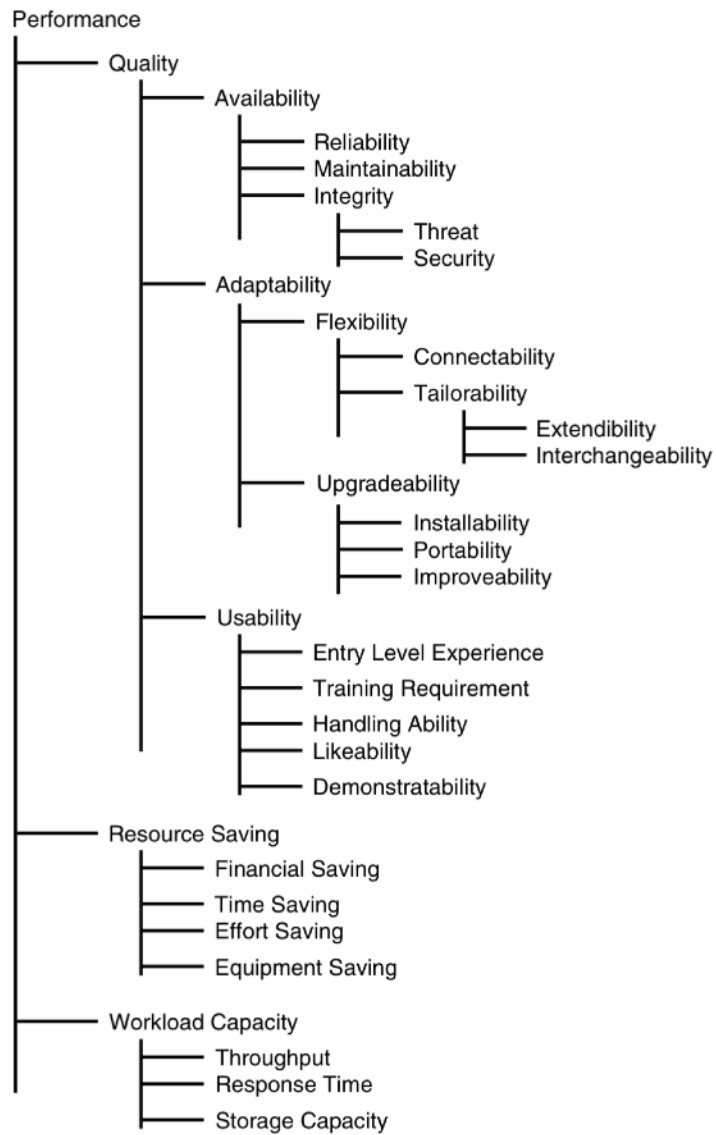 Performance
Quality
Availability
Reliability
Maintainability
Integrity
Threat
Security
Adaptability
Flexibility
Connectability
Tailorability
Extendibility
Interchangeability
Upgradeability
Installability
Portability
Improveability
Usability
Entry Level Experience
Training Requirement
Handling Ability
Likeability
Demonstratability
Resource Saving
Financial Saving
Time Saving
Effort Saving
Equipment Saving
Workload Capacity
Throughput
Response Time
Storage Capacity